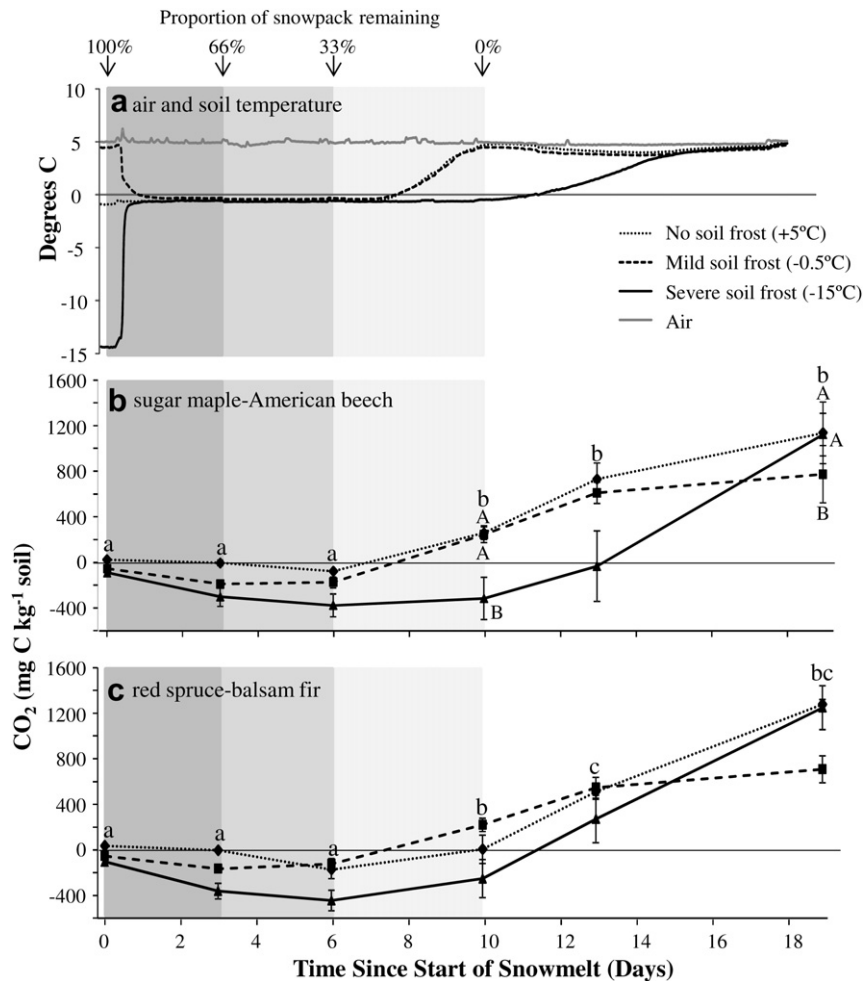 Proportion of snowpack remaining
100% 66% 33% 0%
a air and soil temperature
Degrees C
10
5
0
-5
-10
-15
No soil frost (+5ºC)
Mild soil frost (-0.5ºC)
Severe soil frost (-15ºC)
Air
b sugar maple-American beech
1600
1200
800
400
0
-400
a a a b A A B b b A A B
CO2 (mg C kg-1 soil)
c red spruce-balsam fir
1600
1200
800
400
0
-400
a a a b c bc
0 2 4 6 8 10 12 14 16 18
Time Since Start of Snowmelt (Days)